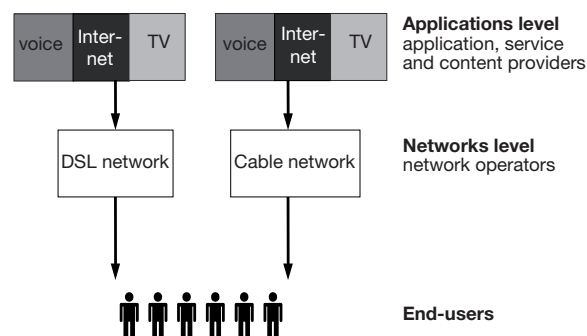 voice
Inter-
net
TV
voice
Inter-
net
TV
Applications level
application, service
and content providers
DSL network
Cable network
Networks level
network operators
End-users